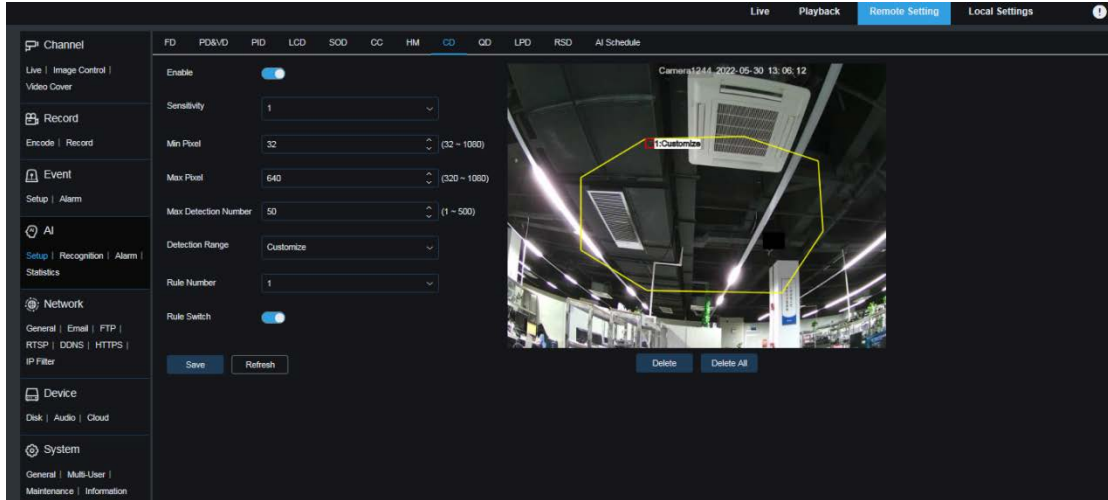 Live Playback Remote Setting Local Settings
Channel
Live | Image Control |
Video Cover
Record
Encode | Record
Event
Setup | Alarm
AI
Setup | Recognition | Alarm |
Statistics
Network
General | Email | FTP |
RTSP | DDNS | HTTPS |
IP Filter
Device
Disk | Audio | Cloud
System
General | Multi-User |
Maintenance | Information
FD PD&VD PID LCD SOD CC HM CD QD LPD RSD AI Schedule
Enable
Sensitivity 1
Min Pixel 32 (32 ~ 1080)
Max Pixel 640 (320 ~ 1080)
Max Detection Number 50 (1 ~ 500)
Detection Range Customize
Rule Number 1
Rule Switch
Save Refresh
Camera1244 2022-05-30 13:06:12
1:Customize
Delete Delete All